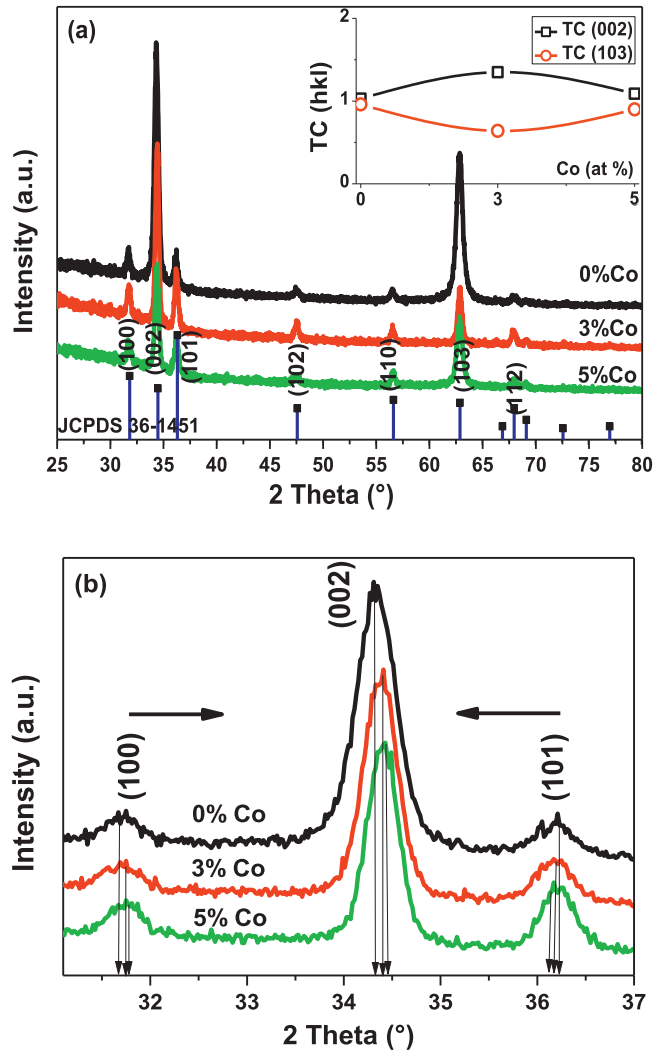 (a)
2
TC (002)
TC (103)
TC (hkl)
1
0
0
3
5
Co (at %)
Intensity (a.u.)
0%Co
3%Co
5%Co
(100)
(002)
(101)
(102)
(110)
(103)
(112)
JCPDS 36-1451
25 30 35 40 45 50 55 60 65 70 75 80
2 Theta (°)
(b)
(002)
(100)
(101)
Intensity (a.u.)
0% Co
3% Co
5% Co
32 33 34 35 36 37
2 Theta (°)